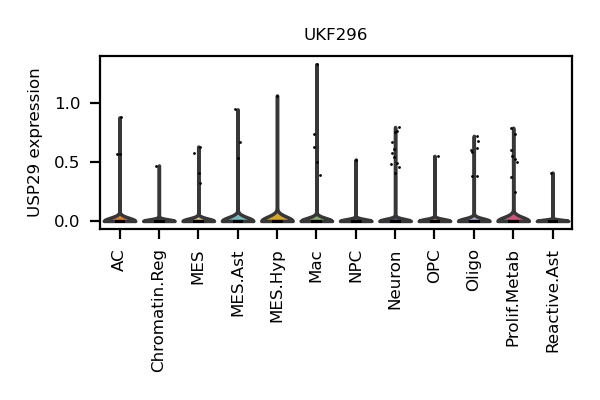 UKF296
USP29 expression
1.0
0.5
0.0
AC
Chromatin.Reg
MES
MES.Ast
MES.Hyp
Mac
NPC
Neuron
OPC
Oligo
Prolif.Metab
Reactive.Ast